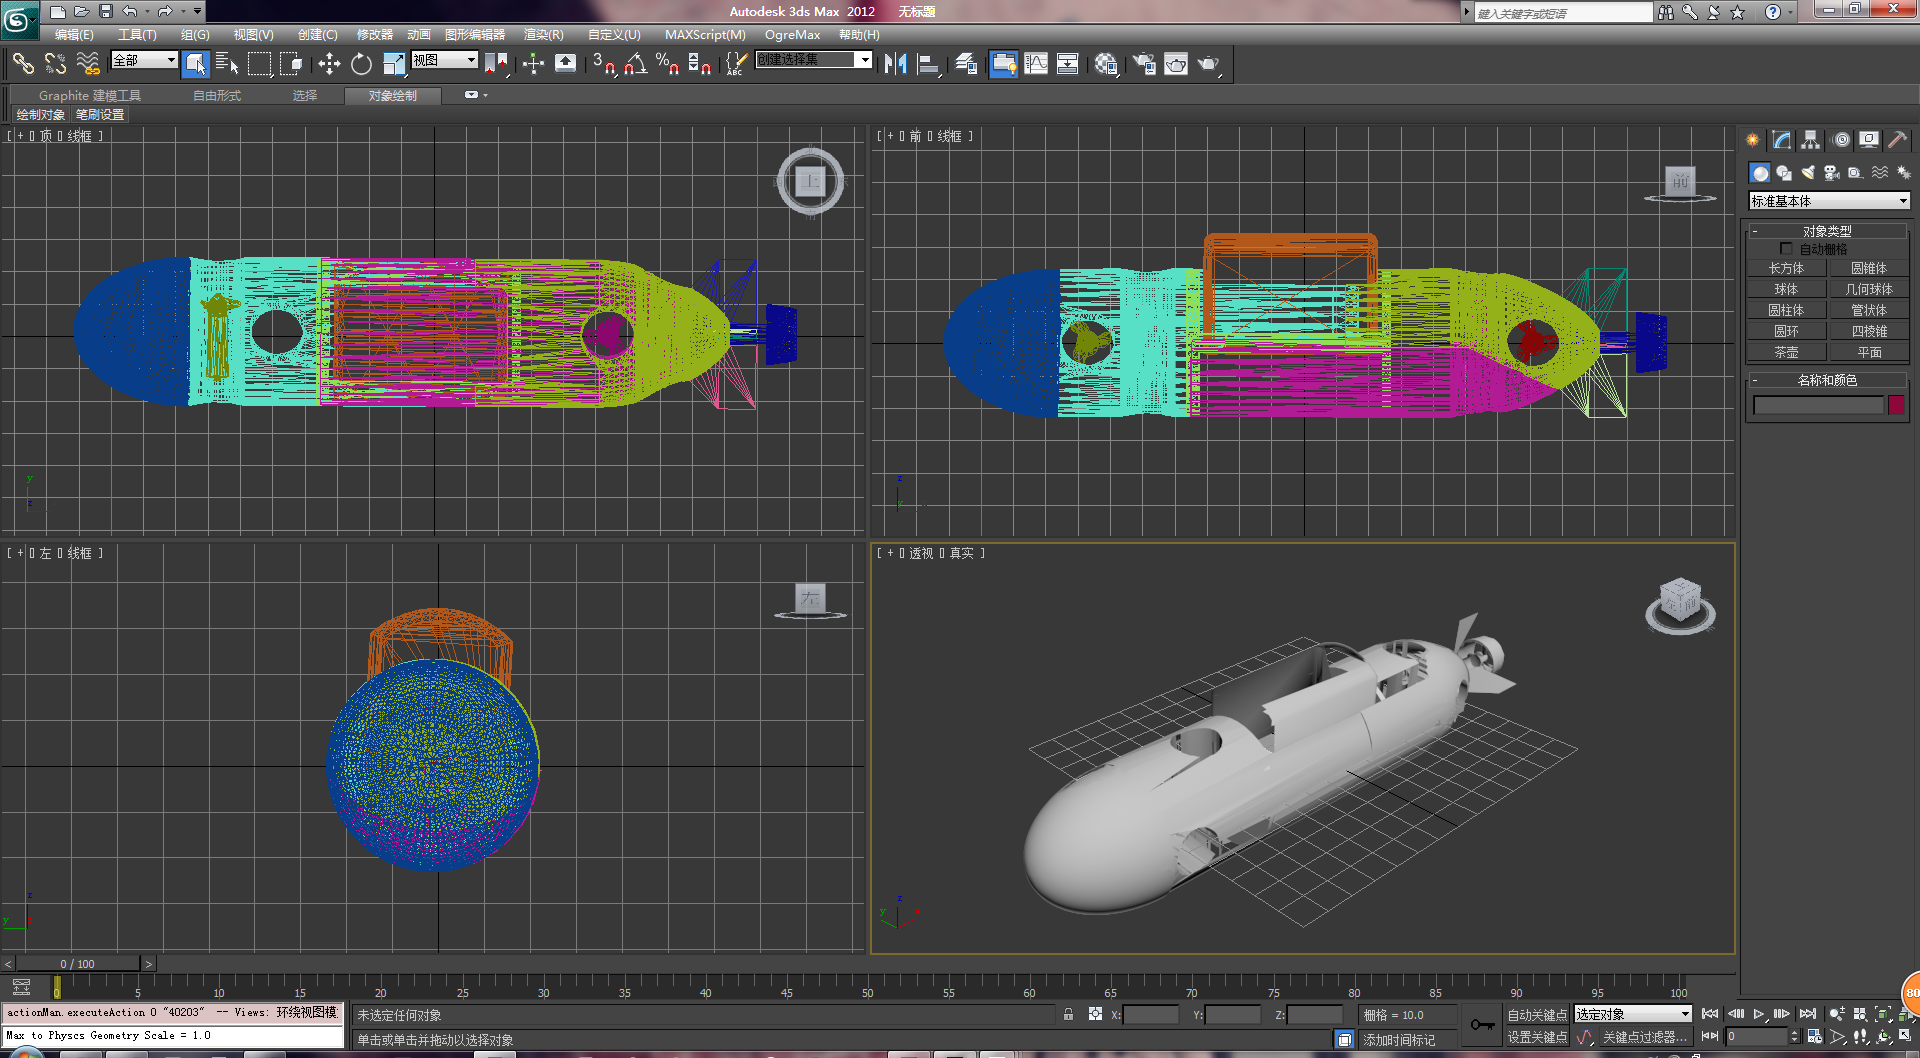 Autodesk 3ds Max 2012 无标题
键入关键字或短语
编辑(E) 工具(T) 组(G) 视图(V) 创建(C) 修改器 动画 图形编辑器 渲染(R) 自定义(U) MAXScript(M) OgreMax 帮助(H)
全部 视图 3 % ABC 创建选择集
Graphite 建模工具 自由形式 选择 对象绘制
绘制对象 笔刷设置
[ + 顶 线框 ]
上
[ + 前 线框 ]
前
[ + 左 线框 ]
左
[ + 透视 真实 ]
标准基本体
- 对象类型
自动栅格
长方体 圆锥体
球体 几何球体
圆柱体 管状体
圆环 四棱锥
茶壶 平面
- 名称和颜色
y
z
z
y
z
y
z
y
x
< 0 / 100 >
0 5 10 15 20 25 30 35 40 45 50 55 60 65 70 75 80 85 90 95 100
80
actionMan.executeAction 0 "40203" -- Views: 环绕视图模
Max to Physcs Geometry Scale = 1.0
未选定任何对象 X: Y: Z: 栅格 = 10.0
单击或单击并拖动以选择对象 添加时间标记
自动关键点 选定对象
设置关键点 关键点过滤器... 0